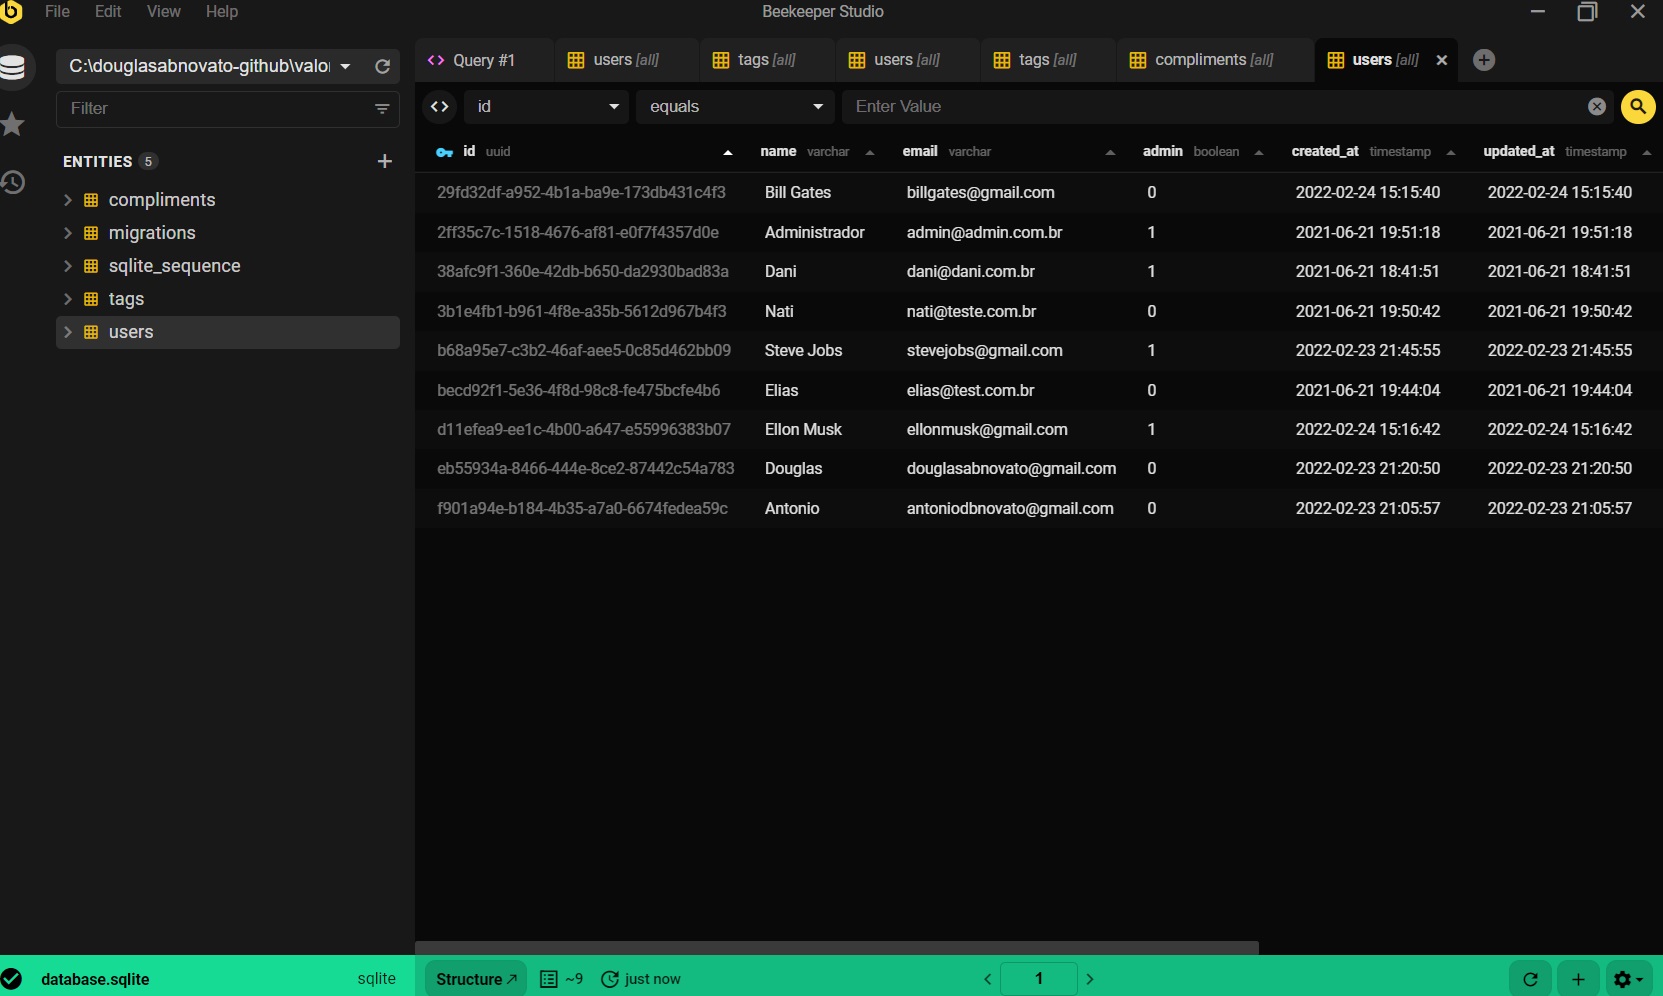 File Edit View Help Beekeeper Studio
C:\douglasabnovato-github\valor
Query #1 users [all] tags [all] users [all] tags [all] compliments [all] users [all]
Filter
id equals Enter Value
ENTITIES 5
compliments
migrations
sqlite_sequence
tags
users
id uuid name varchar email varchar admin boolean created_at timestamp updated_at timestamp
29fd32df-a952-4b1a-ba9e-173db431c4f3 Bill Gates billgates@gmail.com 0 2022-02-24 15:15:40 2022-02-24 15:15:40
2ff35c7c-1518-4676-af81-e0f7f4357d0e Administrador admin@admin.com.br 1 2021-06-21 19:51:18 2021-06-21 19:51:18
38afc9f1-360e-42db-b650-da2930bad83a Dani dani@dani.com.br 1 2021-06-21 18:41:51 2021-06-21 18:41:51
3b1e4fb1-b961-4f8e-a35b-5612d967b4f3 Nati nati@teste.com.br 0 2021-06-21 19:50:42 2021-06-21 19:50:42
b68a95e7-c3b2-46af-aee5-0c85d462bb09 Steve Jobs stevejobs@gmail.com 1 2022-02-23 21:45:55 2022-02-23 21:45:55
becd92f1-5e36-4f8d-98c8-fe475bcfe4b6 Elias elias@test.com.br 0 2021-06-21 19:44:04 2021-06-21 19:44:04
d11efea9-ee1c-4b00-a647-e55996383b07 Ellon Musk ellonmusk@gmail.com 1 2022-02-24 15:16:42 2022-02-24 15:16:42
eb55934a-8466-444e-8ce2-87442c54a783 Douglas douglasabnovato@gmail.com 0 2022-02-23 21:20:50 2022-02-23 21:20:50
f901a94e-b184-4b35-a7a0-6674fedea59c Antonio antoniodbnovato@gmail.com 0 2022-02-23 21:05:57 2022-02-23 21:05:57
database.sqlite sqlite Structure ~9 just now 1